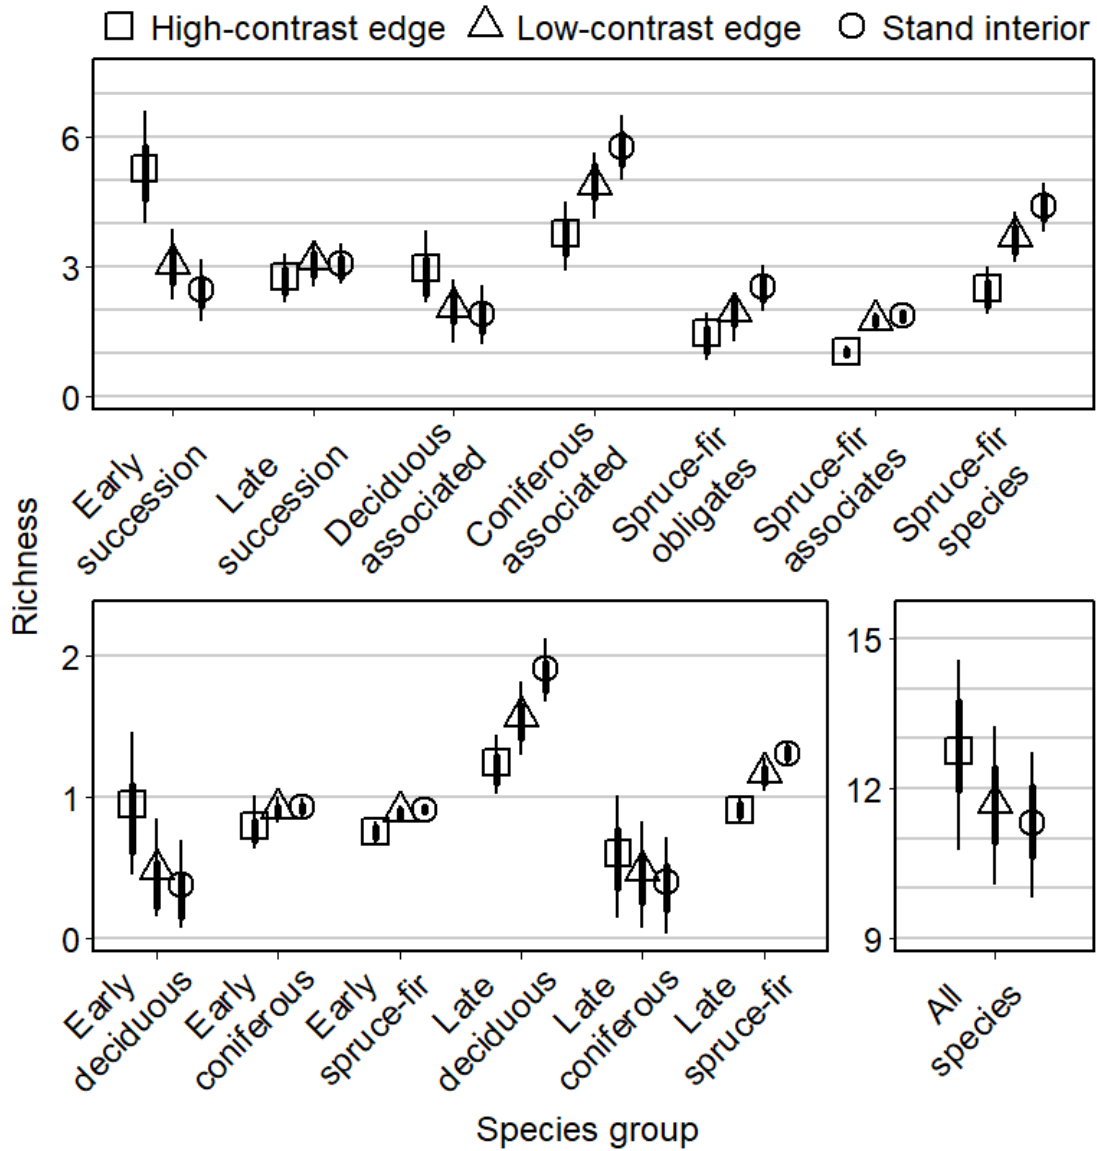 High-contrast edge Low-contrast edge Stand interior
6
3
0
Early
succession
Late
succession
Deciduous
associated
Coniferous
associated
Spruce-fir
obligates
Spruce-fir
associates
Spruce-fir
species
Richness
2
1
0
Early
deciduous
Early
coniferous
Early
spruce-fir
Late
deciduous
Late
coniferous
Late
spruce-fir
15
12
9
All
species
Species group